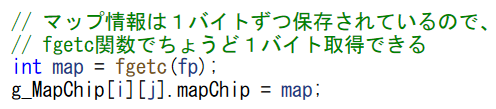 // マップ情報は１バイトずつ保存されているので、
// fgetc関数でちょうど１バイト取得できる
int map = fgetc(fp);
g_MapChip[i][j].mapChip = map;